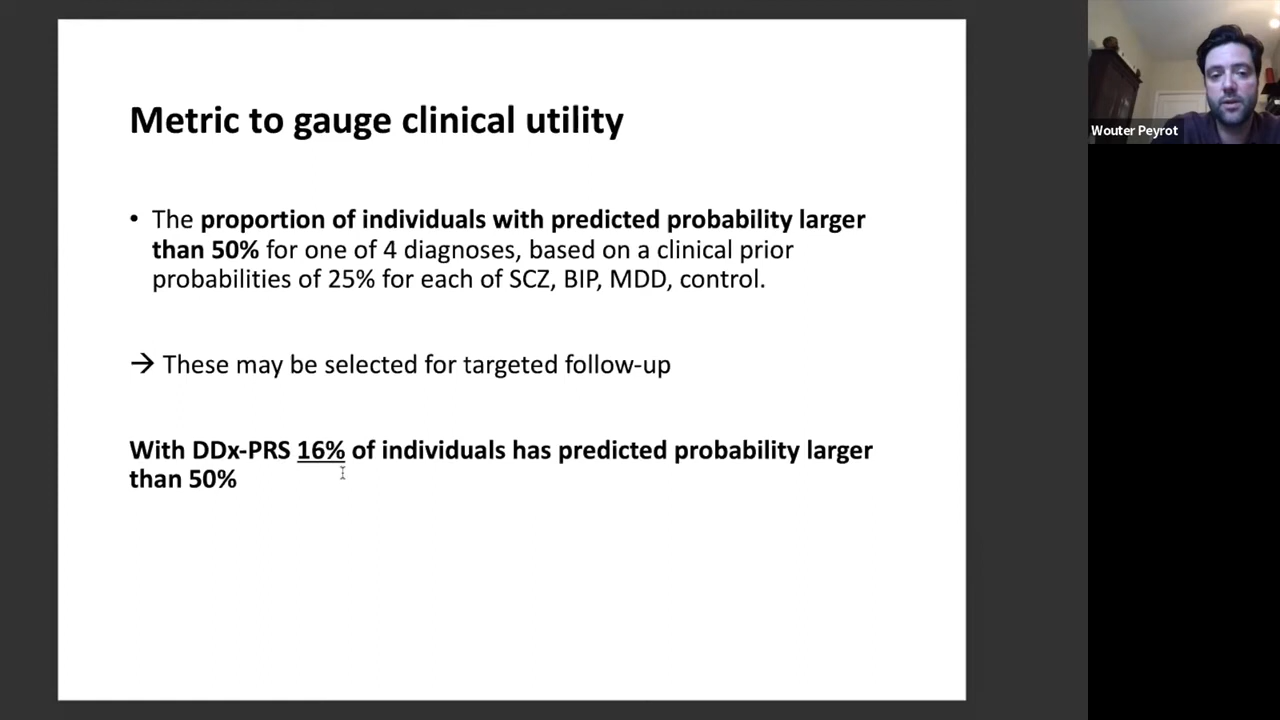 Metric to gauge clinical utility
• The proportion of individuals with predicted probability larger
than 50% for one of 4 diagnoses, based on a clinical prior
probabilities of 25% for each of SCZ, BIP, MDD, control.
→ These may be selected for targeted follow-up
With DDx-PRS 16% of individuals has predicted probability larger
than 50%
Wouter Peyrot